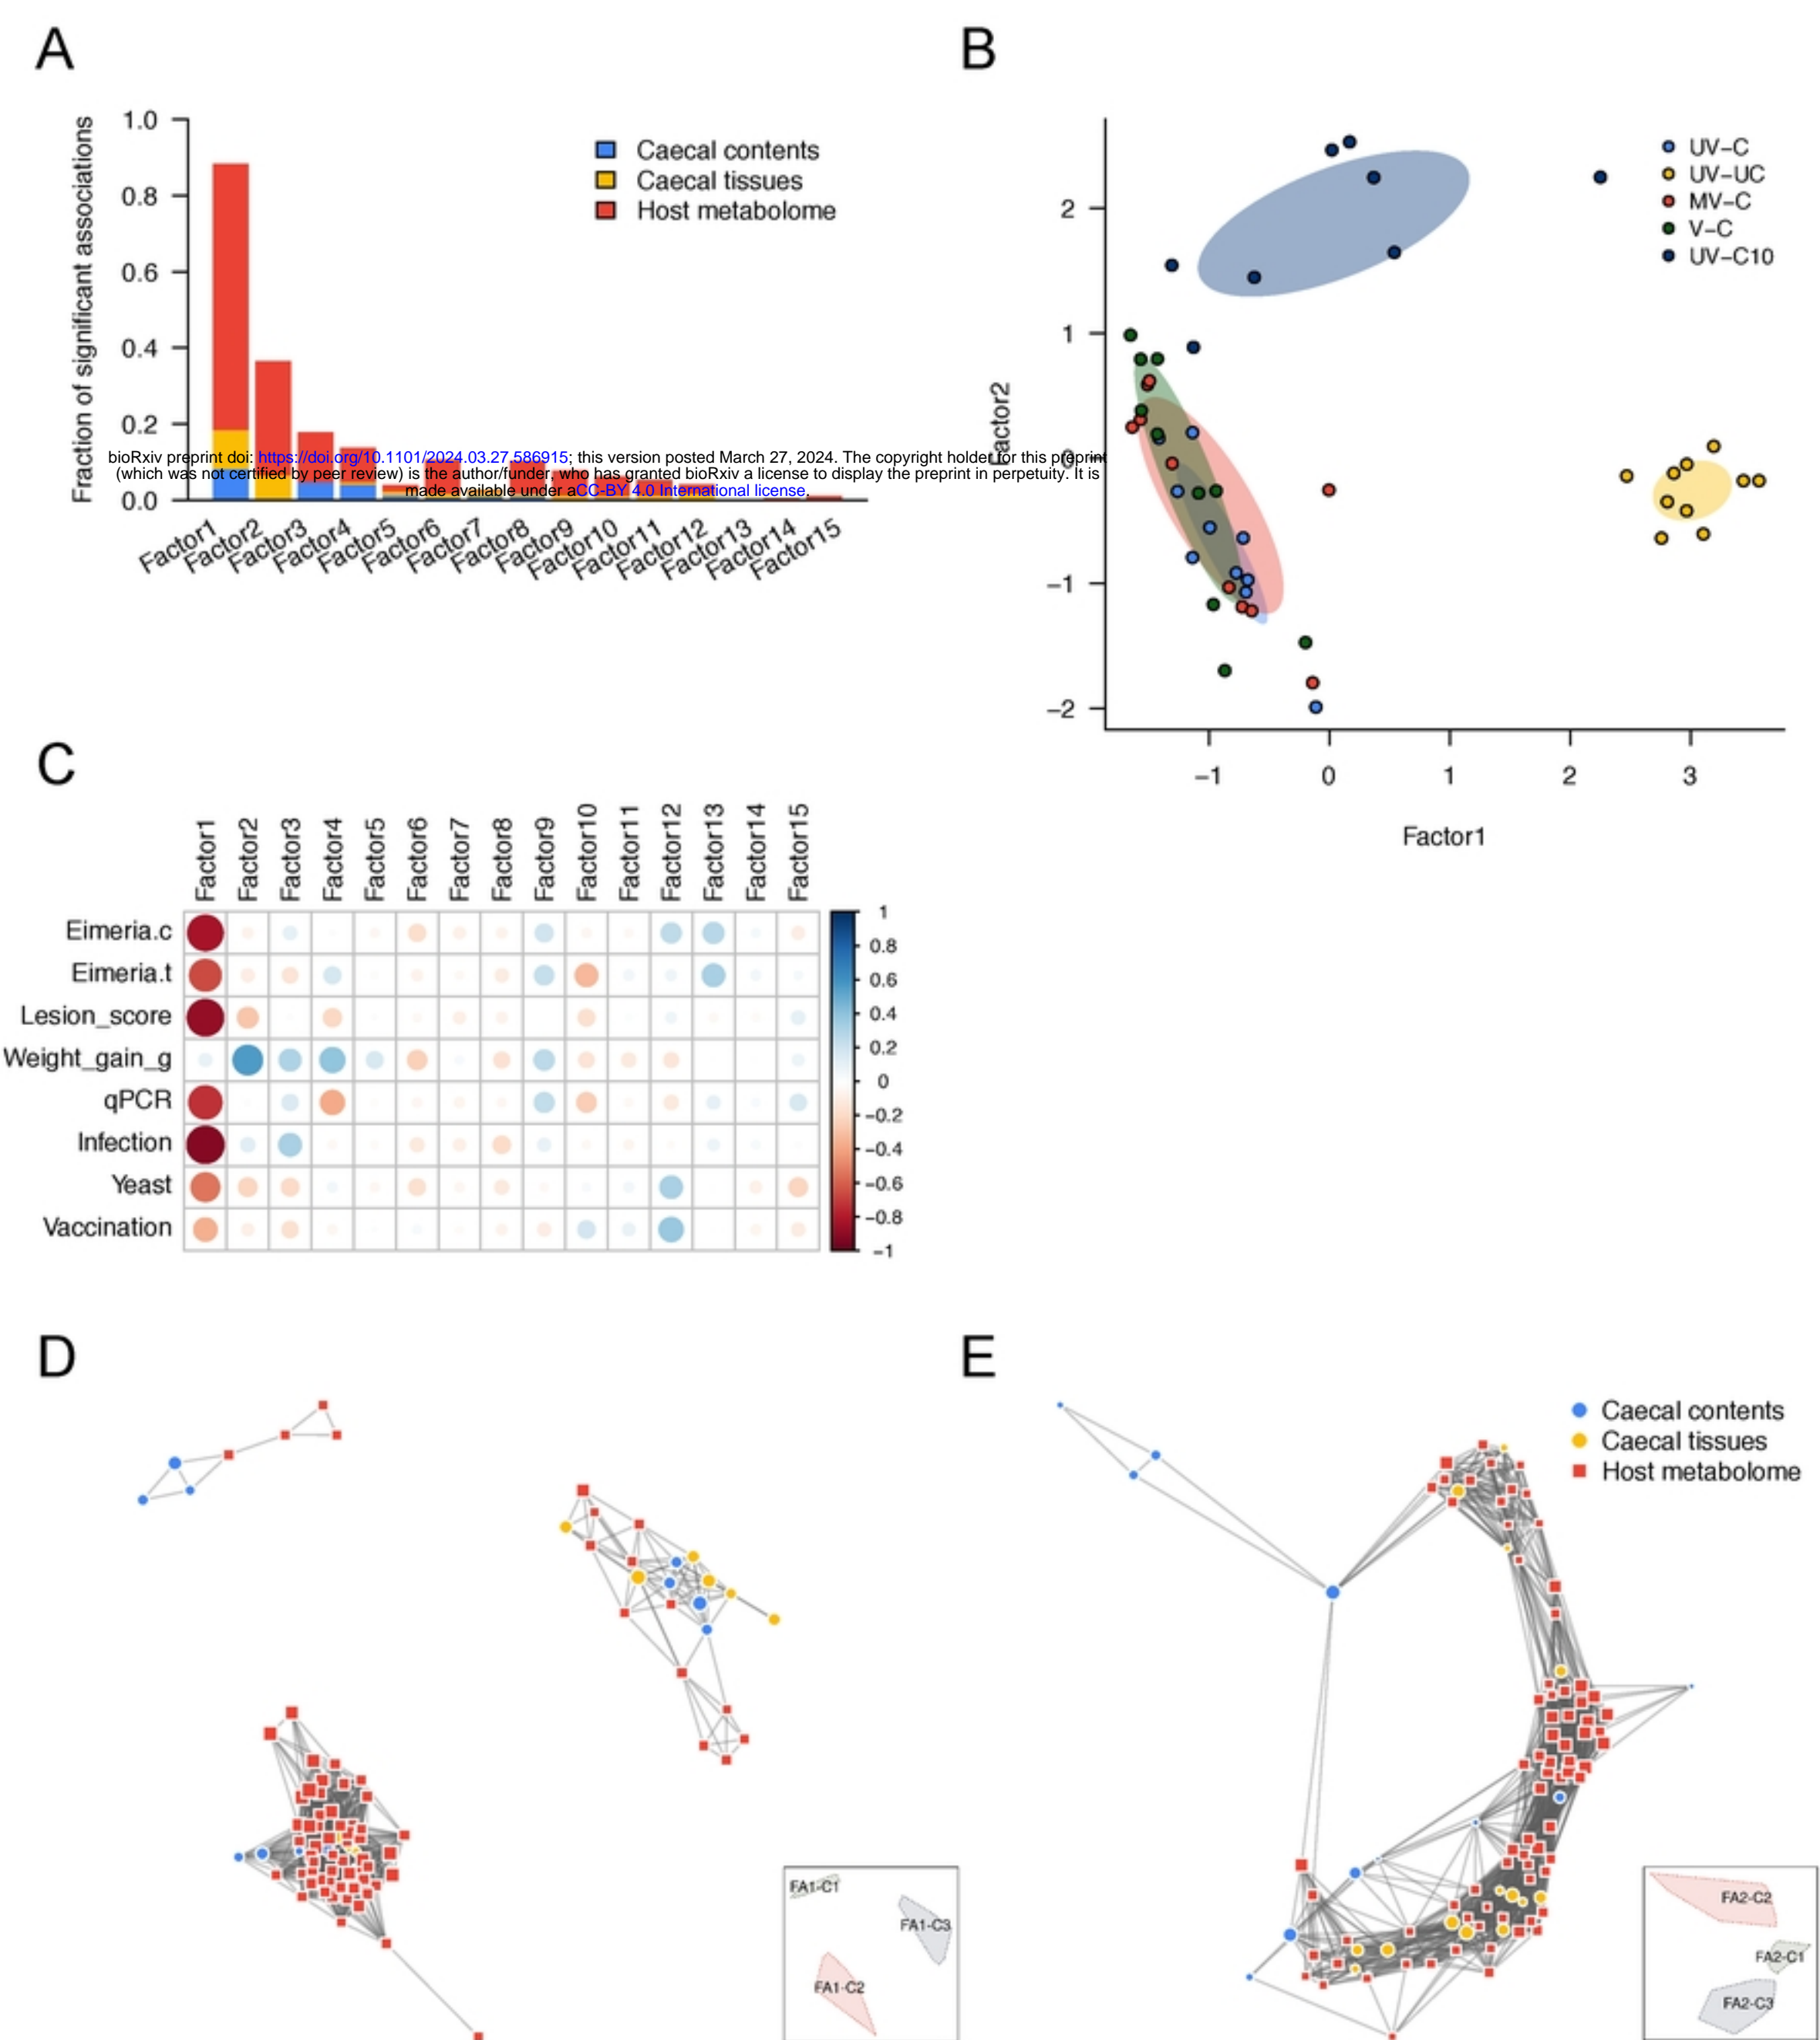 A
Fraction of significant associations
1.0
0.8
0.6
0.4
0.2
0.0
Caecal contents
Caecal tissues
Host metabolome
Factor1
Factor2
Factor3
Factor4
Factor5
Factor6
Factor7
Factor8
Factor9
Factor10
Factor11
Factor12
Factor13
Factor14
Factor15
bioRxiv preprint doi: https://doi.org/10.1101/2024.03.27.586915; this version posted March 27, 2024. The copyright holder for this preprint
(which was not certified by peer review) is the author/funder, who has granted bioRxiv a license to display the preprint in perpetuity. It is
made available under aCC-BY 4.0 International license.
B
Factor2
2
1
0
−1
−2
−1
0
1
2
3
Factor1
UV−C
UV−UC
MV−C
V−C
UV−C10
C
Factor1
Factor2
Factor3
Factor4
Factor5
Factor6
Factor7
Factor8
Factor9
Factor10
Factor11
Factor12
Factor13
Factor14
Factor15
Eimeria.c
Eimeria.t
Lesion_score
Weight_gain_g
qPCR
Infection
Yeast
Vaccination
1
0.8
0.6
0.4
0.2
0
−0.2
−0.4
−0.6
−0.8
−1
D
FA1-C1
FA1-C3
FA1-C2
E
Caecal contents
Caecal tissues
Host metabolome
FA2-C2
FA2-C1
FA2-C3